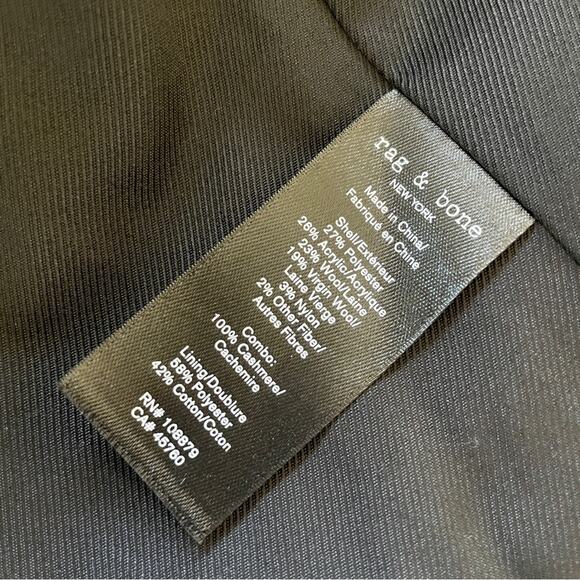 rag & bone
NEW YORK
Made in China/
Fabriqué en Chine
Shell/Extérieur
27% Polyester
26% Acrylic/Acrylique
23% Wool/Laine
19% Virgin Wool/
Laine Vierge
3% Nylon
2% Other Fiber/
Autres Fibres
Combo:
100% Cashmere/
Cachemire
Lining/Doublure
58% Polyester
42% Cotton/Coton
RN# 108679
CA# 45760